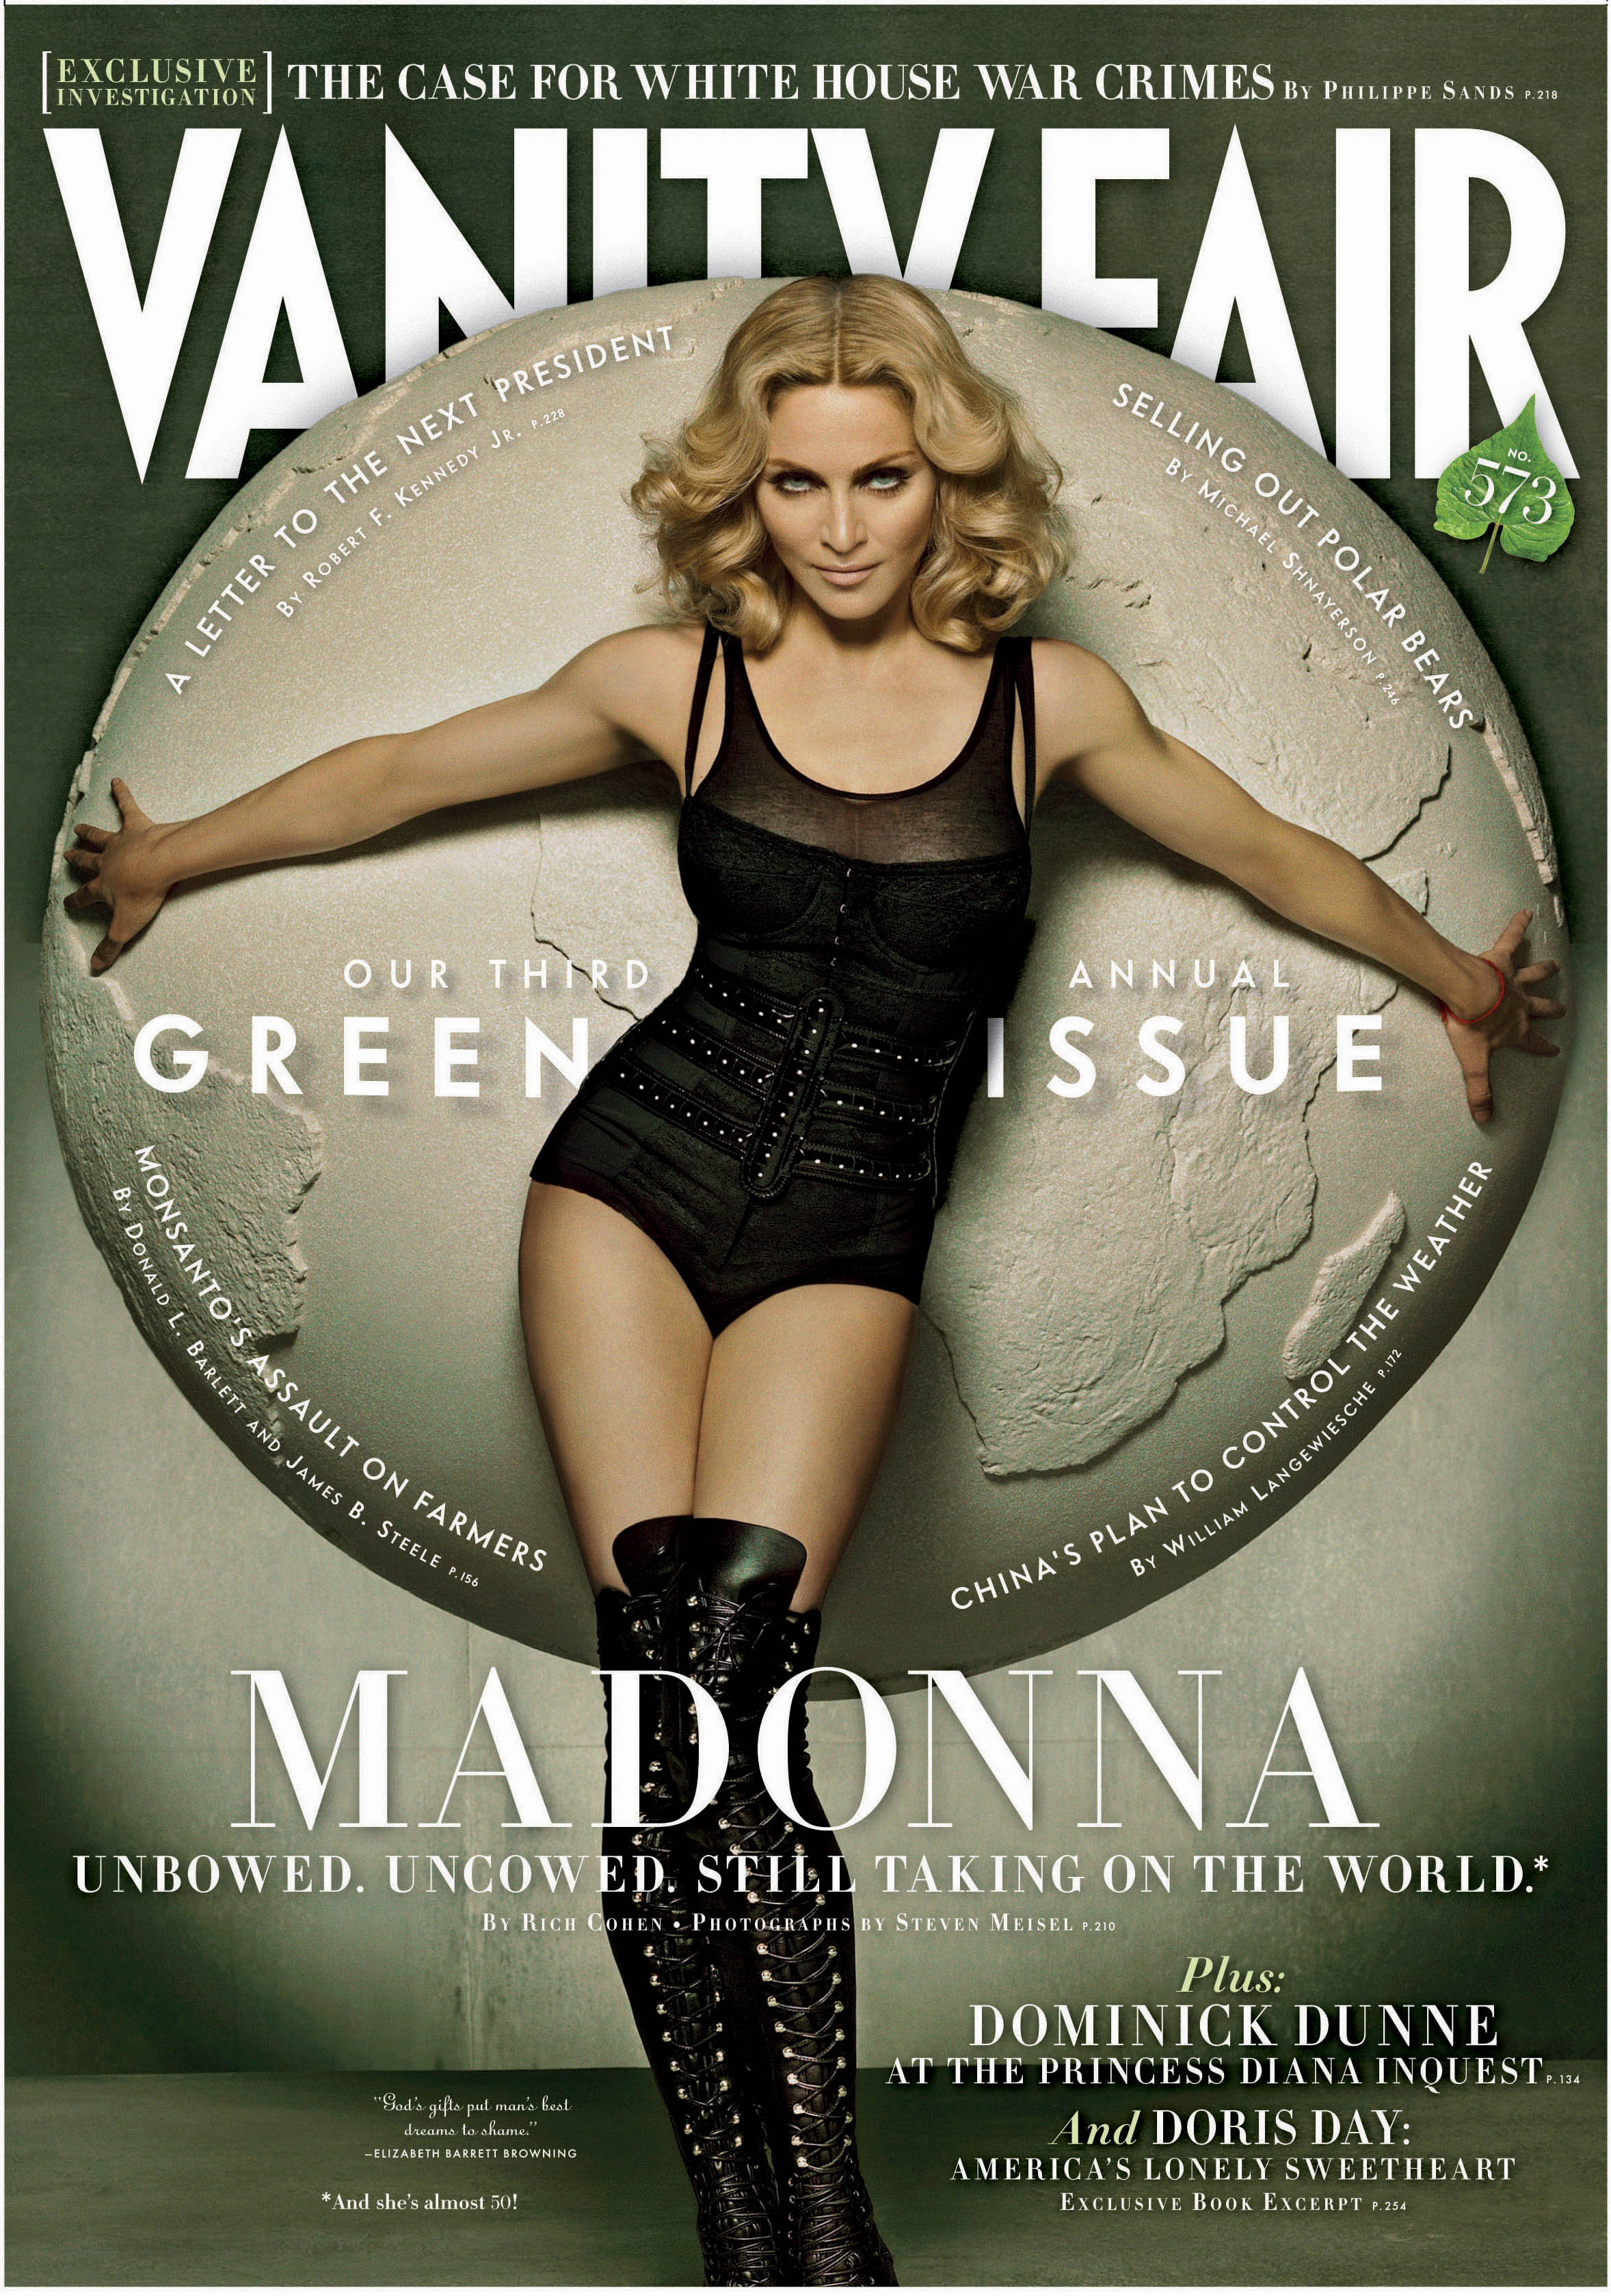 [EXCLUSIVE
INVESTIGATION]
THE CASE FOR WHITE HOUSE WAR CRIMES BY PHILIPPE SANDS P.218
VANITY FAIR
NO.
573
A LETTER TO THE NEXT PRESIDENT
BY ROBERT F. KENNEDY JR. P.228
SELLING OUT POLAR BEARS
BY MICHAEL SHNAYERSON P.246
OUR THIRD ANNUAL
GREEN ISSUE
MONSANTO'S ASSAULT ON FARMERS
BY DONALD L. BARLETT AND JAMES B. STEELE P.156
CHINA'S PLAN TO CONTROL THE WEATHER
BY WILLIAM LANGEWIESCHE P.172
MADONNA
UNBOWED. UNCOWED. STILL TAKING ON THE WORLD.*
BY RICH COHEN • PHOTOGRAPHS BY STEVEN MEISEL P.210
Plus:
DOMINICK DUNNE
AT THE PRINCESS DIANA INQUEST P.134
And DORIS DAY:
AMERICA'S LONELY SWEETHEART
EXCLUSIVE BOOK EXCERPT P.254
"God's gifts put man's best
dreams to shame."
—ELIZABETH BARRETT BROWNING
*And she's almost 50!